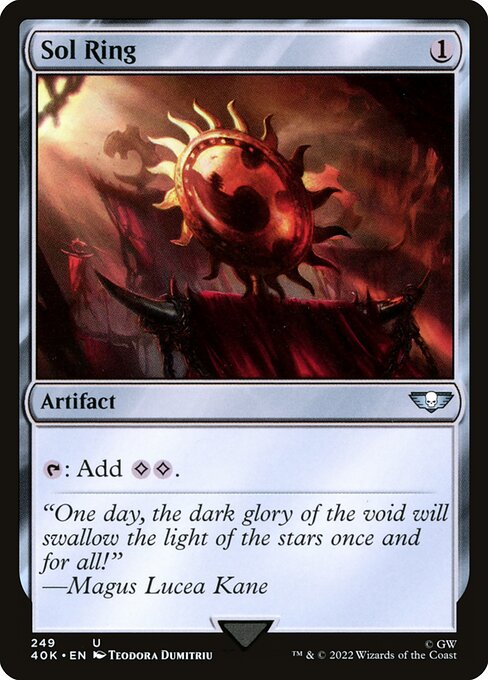 Sol Ring 1
Artifact
: Add .
“One day, the dark glory of the void will
swallow the light of the stars once and
for all!”
—Magus Lucea Kane
249 U © GW
40K • EN Teodora Dumitriu ™ & © 2022 Wizards of the Coast